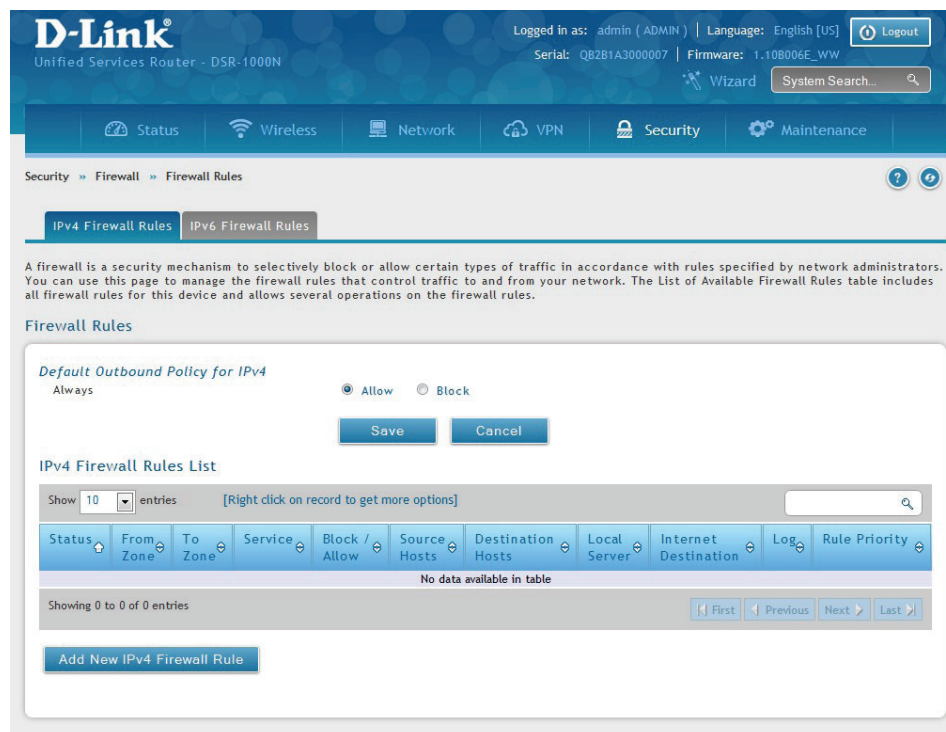 D-Link®
Unified Services Router - DSR-1000N
Logged in as: admin ( ADMIN ) | Language: English [US]
Logout
Serial: QB2B1A3000007 | Firmware: 1.10B006E_WW
Wizard
System Search...
Status
Wireless
Network
VPN
Security
Maintenance
Security » Firewall » Firewall Rules
?
IPv4 Firewall Rules
IPv6 Firewall Rules
A firewall is a security mechanism to selectively block or allow certain types of traffic in accordance with rules specified by network administrators.
You can use this page to manage the firewall rules that control traffic to and from your network. The List of Available Firewall Rules table includes
all firewall rules for this device and allows several operations on the firewall rules.
Firewall Rules
Default Outbound Policy for IPv4
Always
Allow
Block
Save
Cancel
IPv4 Firewall Rules List
Show 10 entries
[Right click on record to get more options]
Status
From Zone
To Zone
Service
Block / Allow
Source Hosts
Destination Hosts
Local Server
Internet Destination
Log
Rule Priority
No data available in table
Showing 0 to 0 of 0 entries
First
Previous
Next
Last
Add New IPv4 Firewall Rule